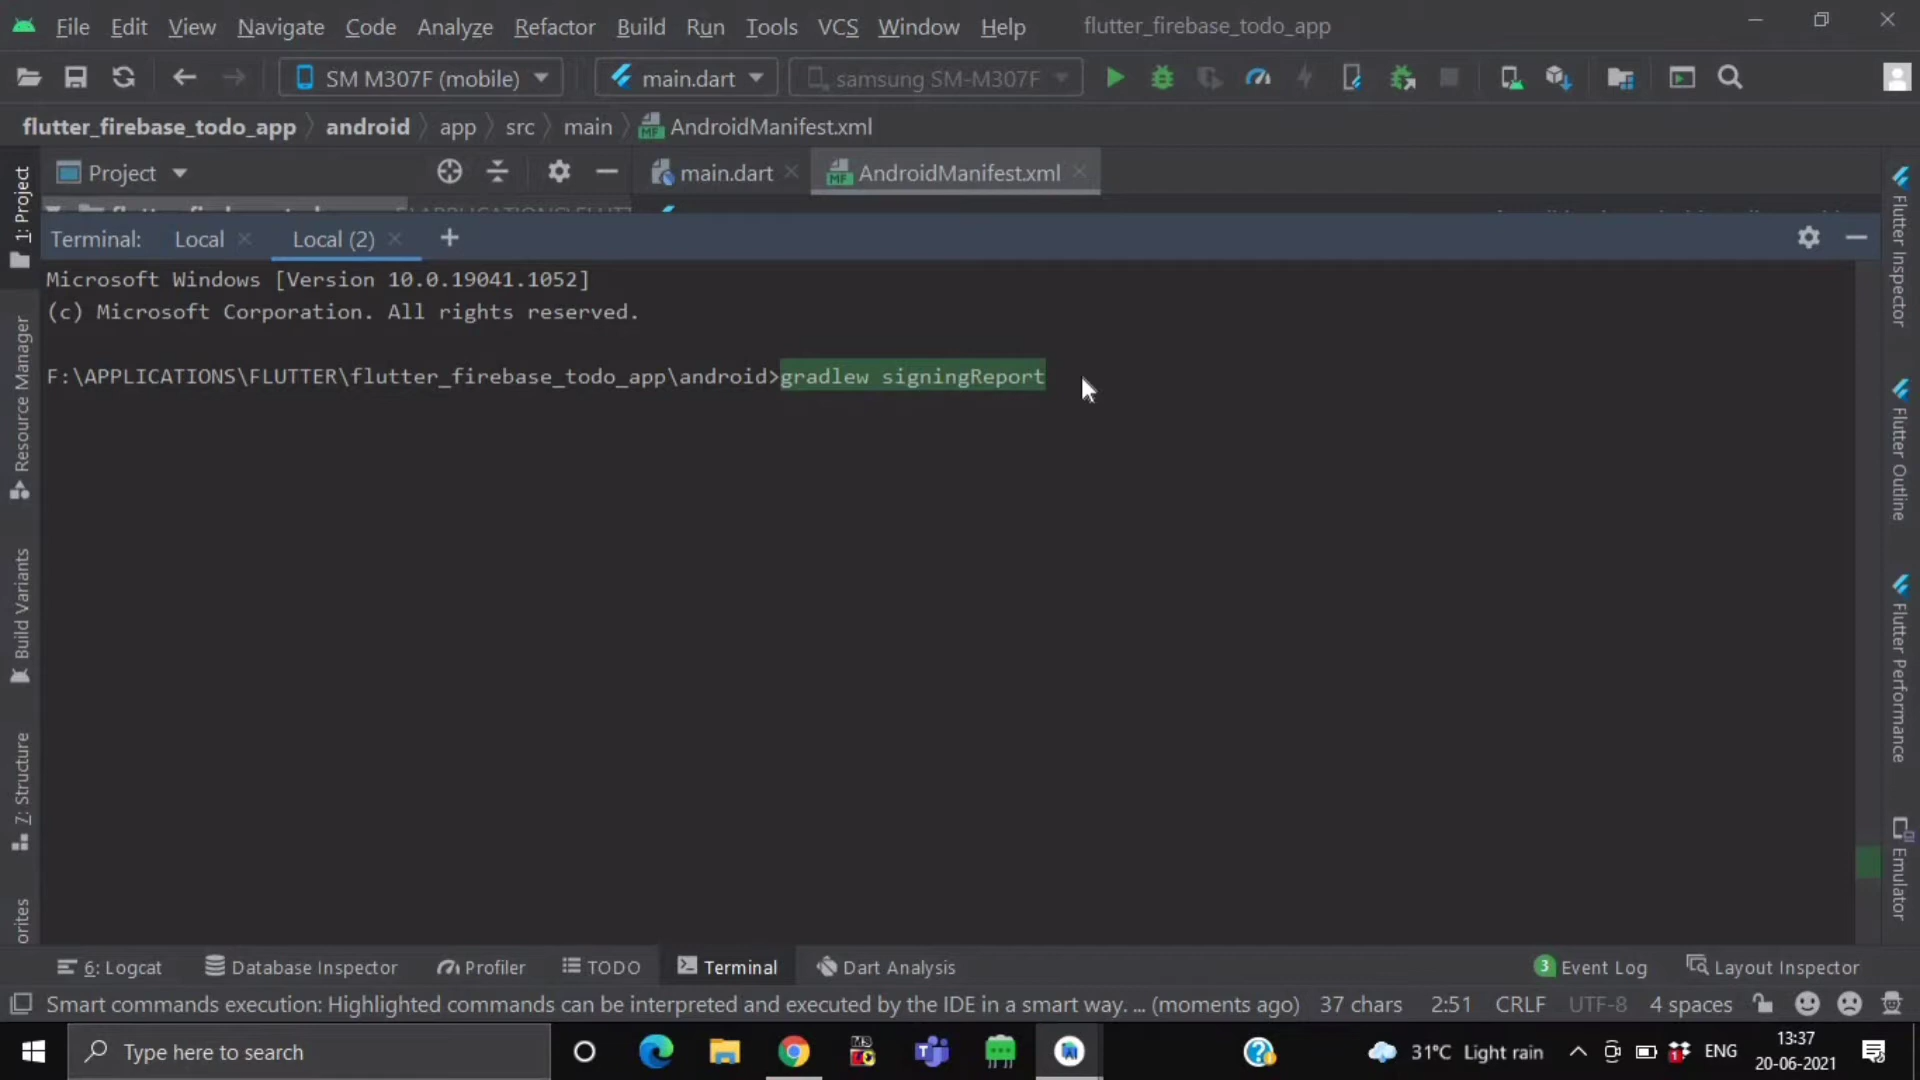 File Edit View Navigate Code Analyze Refactor Build Run Tools VCS Window Help flutter_firebase_todo_app
SM M307F (mobile) main.dart samsung SM-M307F
flutter_firebase_todo_app android app src main AndroidManifest.xml
Project main.dart AndroidManifest.xml
Terminal: Local Local (2) +
Microsoft Windows [Version 10.0.19041.1052]
(c) Microsoft Corporation. All rights reserved.
F:\APPLICATIONS\FLUTTER\flutter_firebase_todo_app\android>gradlew signingReport
1: Project
Resource Manager
Build Variants
7: Structure
orites
Flutter Inspector
Flutter Outline
Flutter Performance
Emulator
6: Logcat Database Inspector Profiler TODO Terminal Dart Analysis 3 Event Log Layout Inspector
Smart commands execution: Highlighted commands can be interpreted and executed by the IDE in a smart way. ... (moments ago) 37 chars 2:51 CRLF UTF-8 4 spaces
Type here to search 31°C Light rain ENG 13:37
20-06-2021